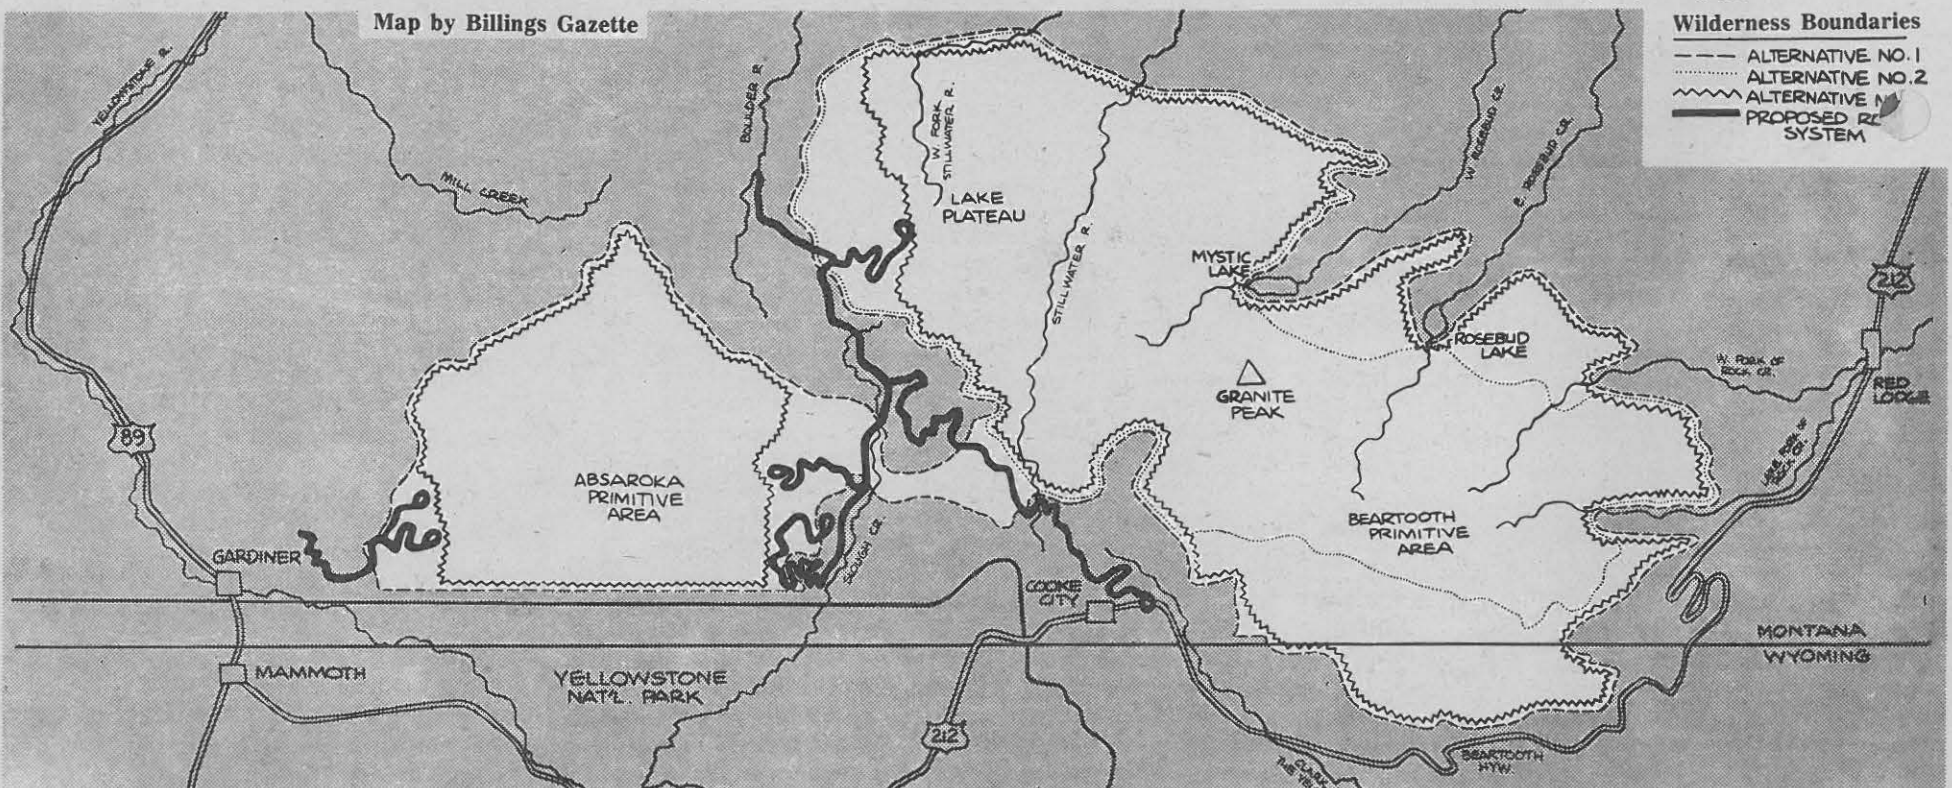 Map by Billings Gazette
Wilderness Boundaries
ALTERNATIVE NO. 1
ALTERNATIVE NO. 2
ALTERNATIVE
PROPOSED
SYSTEM
YELLOWSTONE R.
MILL CREEK
BOULDER R.
W. FORK
STILLWATER R.
LAKE
PLATEAU
STILLWATER R.
W. ROSEBUD CR.
E. ROSEBUD CR.
MYSTIC
LAKE
ROSEBUD
LAKE
GRANITE
PEAK
212
W. FORK OF
ROCK CR.
RED
LODGE
89
ABSAROKA
PRIMITIVE
AREA
BEARTOOTH
PRIMITIVE
AREA
GARDINER
SLOUGH CR.
COOKE
CITY
MONTANA
WYOMING
MAMMOTH
YELLOWSTONE
NAT'L. PARK
212
BEARTOOTH
HYW.
CLARK